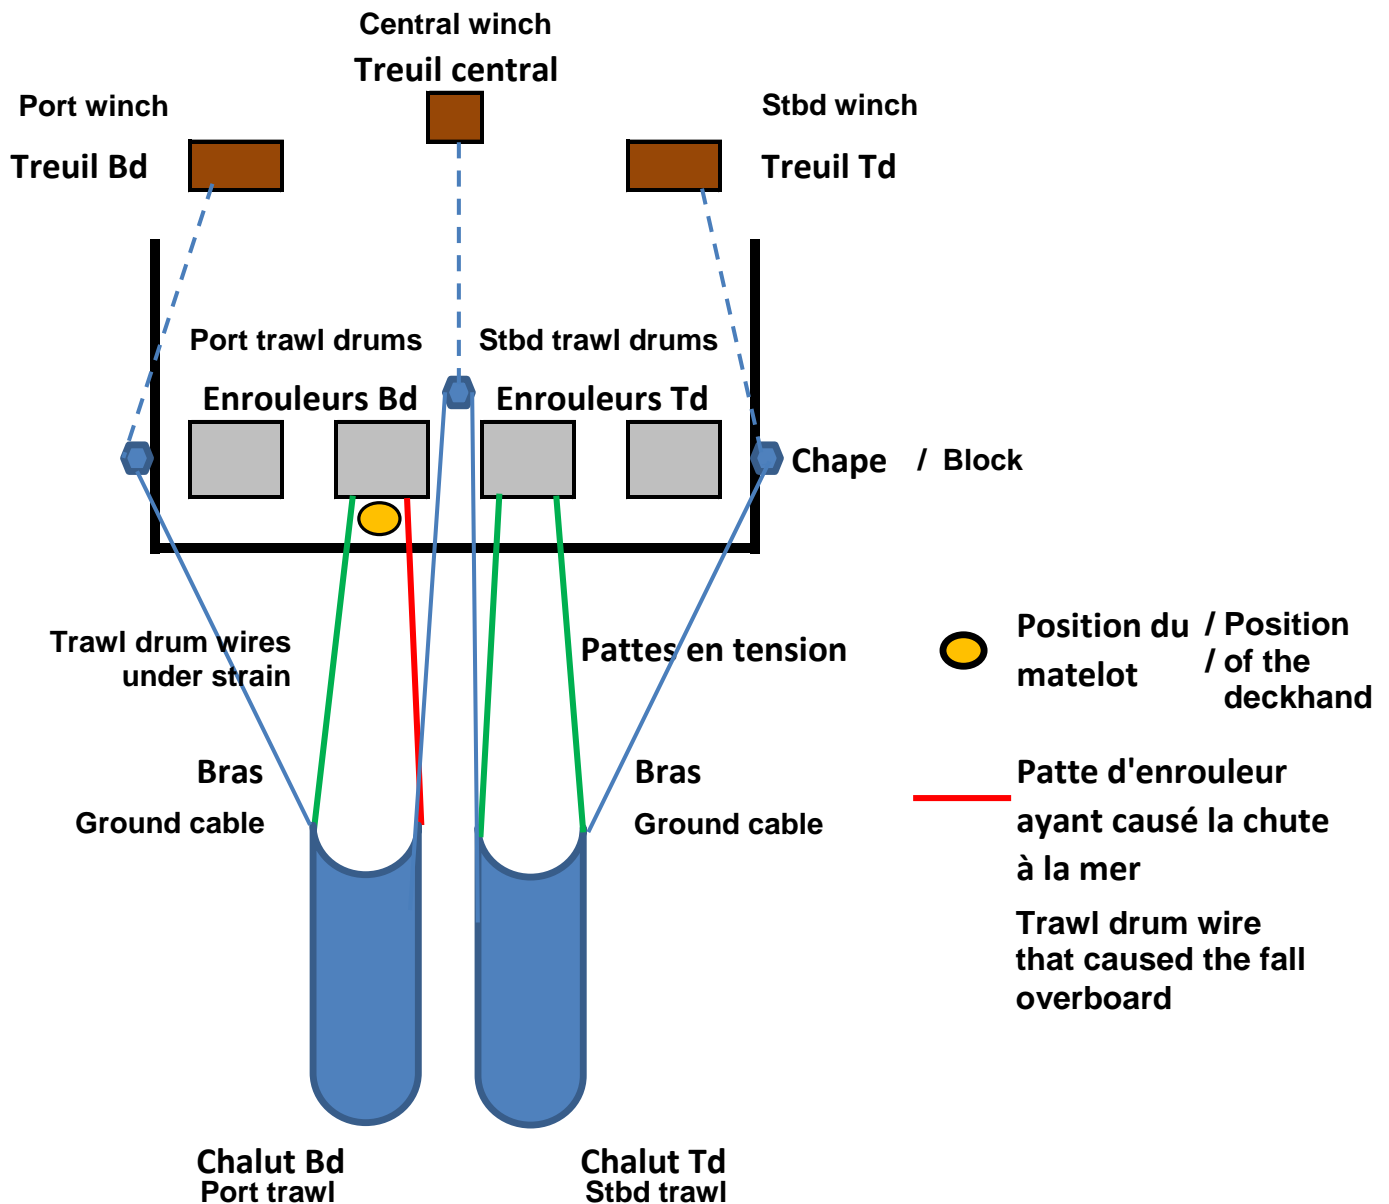 Central winch
Treuil central
Port winch
Treuil Bd
Stbd winch
Treuil Td
Port trawl drums
Stbd trawl drums
Enrouleurs Bd
Enrouleurs Td
Chape / Block
Trawl drum wires
under strain
Pattes en tension
Position du / Position
matelot / of the
deckhand
Bras
Ground cable
Bras
Ground cable
Patte d'enrouleur
ayant causé la chute
à la mer
Trawl drum wire
that caused the fall
overboard
Chalut Bd
Port trawl
Chalut Td
Stbd trawl